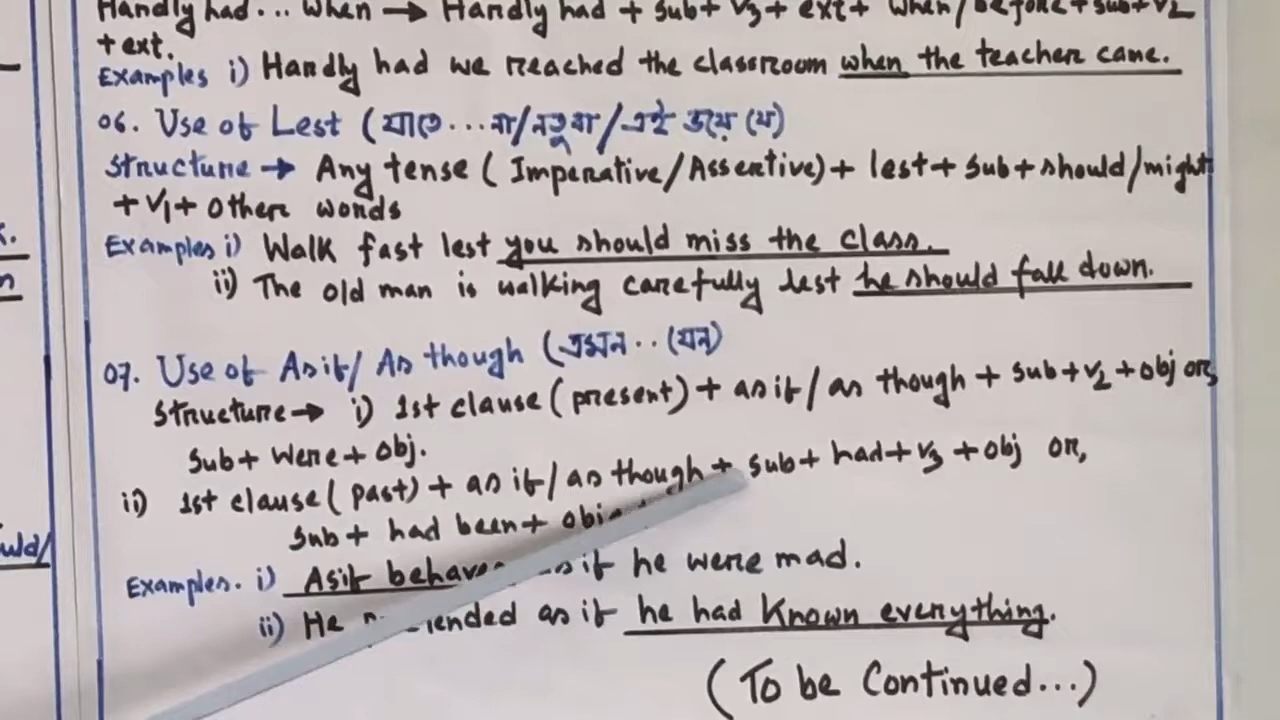 Hardly had... when → Hardly had + sub + V3 + ext + when/before + sub + V2
+ ext.
Examples i) Hardly had we reached the classroom when the teacher came.
06. Use of Lest (যাতে...না/নতুবা/এই ভয়ে যে)
Structure → Any tense (Imperative/Assertive) + lest + sub + should/might
+ V1 + other words
Examples i) Walk fast lest you should miss the class.
ii) The old man is walking carefully lest he should fall down.
07. Use of As if/ As though (এমন.. যেন)
Structure → i) 1st clause (present) + as if/ as though + sub + V2 + obj or,
Sub + were + obj.
ii) 1st clause (past) + as if/as though + sub + had + V3 + obj or,
Sub + had been +
Examples. i) Asif as if he were mad.
ii) He as if he had known everything.
(To be Continued...)